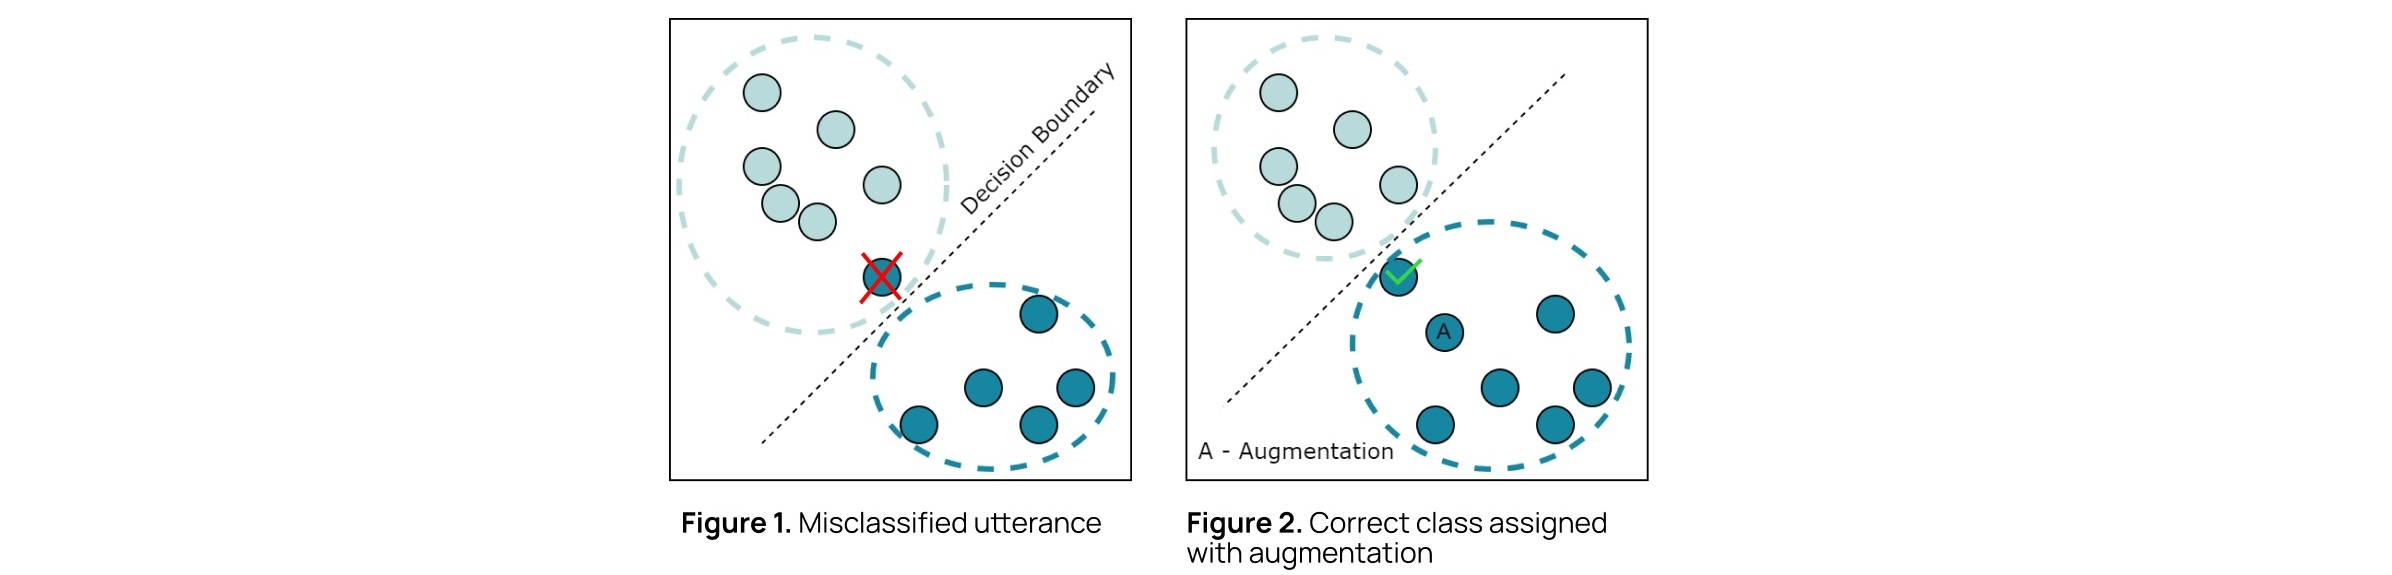 Decision Boundary
A
A - Augmentation
Figure 1. Misclassified utterance
Figure 2. Correct class assigned
with augmentation